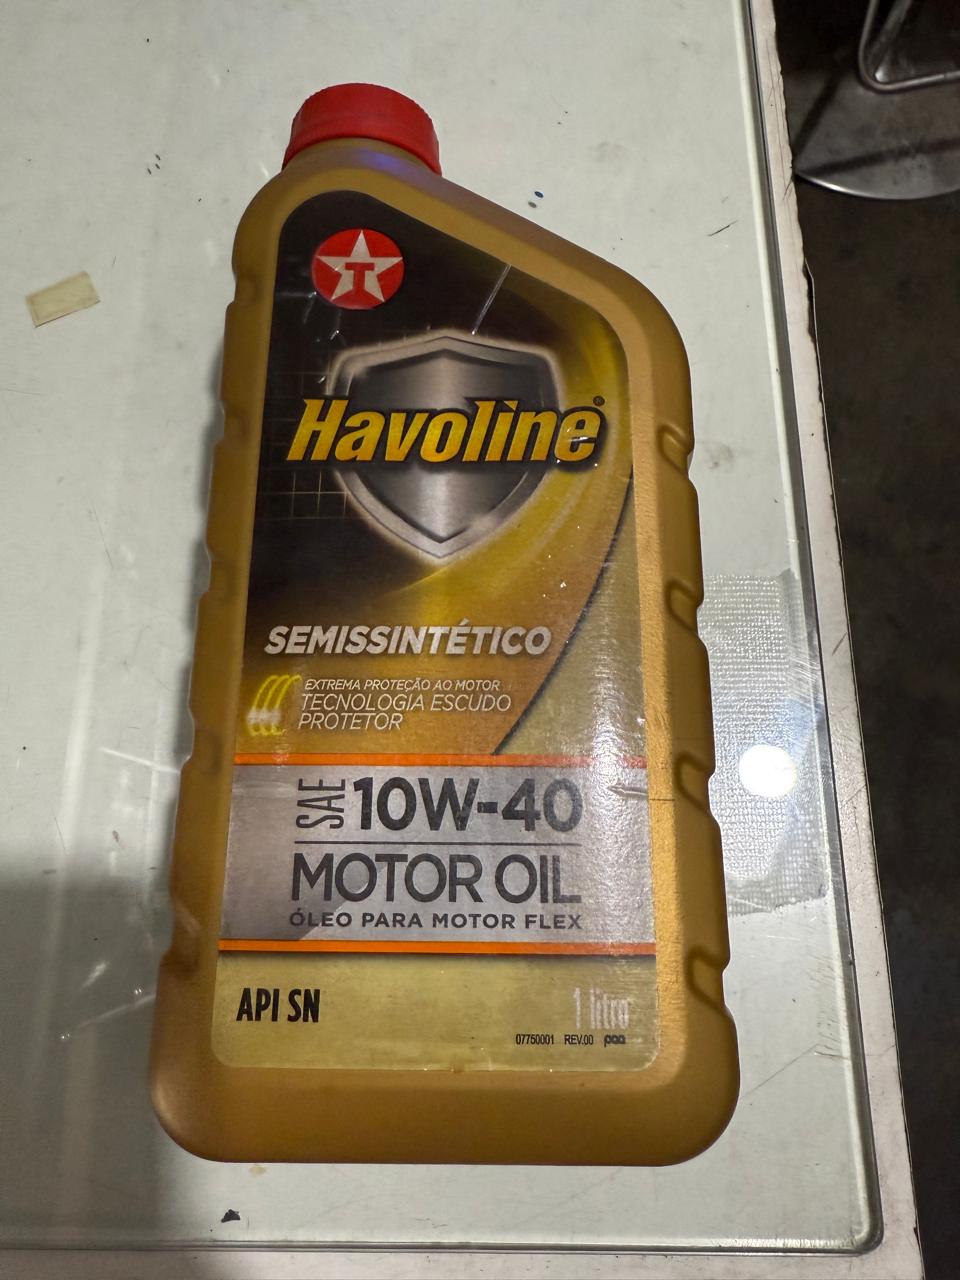 T
Havoline®
SEMISSINTÉTICO
EXTREMA PROTEÇÃO AO MOTOR
TECNOLOGIA ESCUDO
PROTETOR
SAE 10W-40
MOTOR OIL
ÓLEO PARA MOTOR FLEX
API SN
1 litro
07750001 REV.00